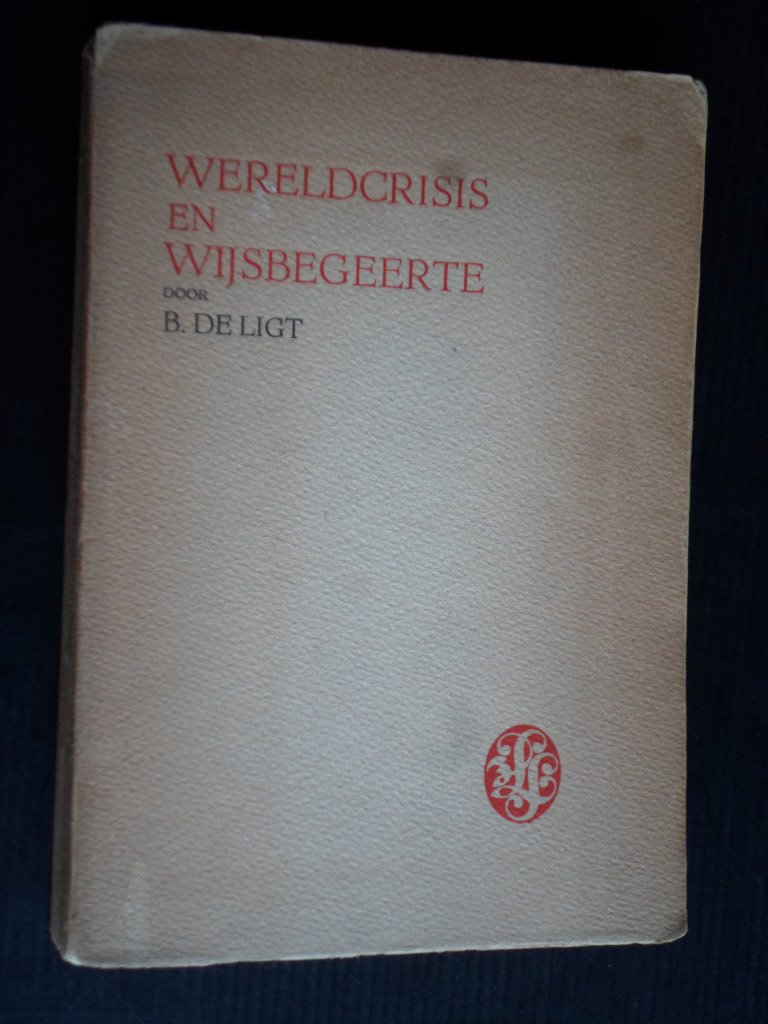 WERELDCRISIS
EN
WIJSBEGEERTE
DOOR
B. DE LIGT